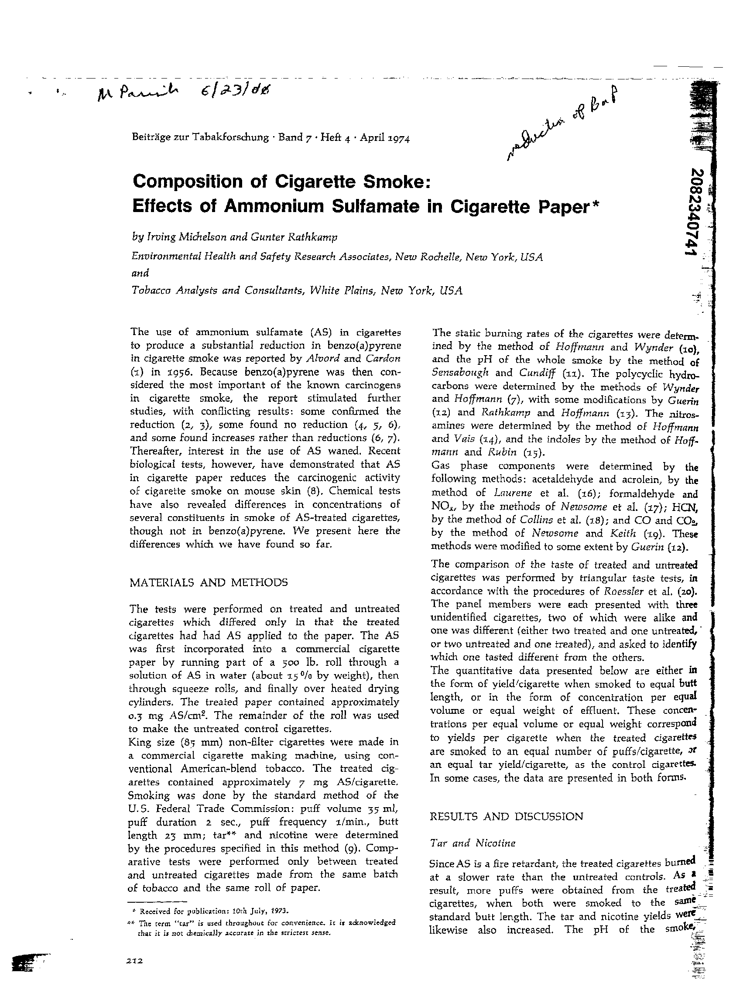 M Parrish 6/23/88
reduction of BaP
Beiträge zur Tabakforschung · Band 7 · Heft 4 · April 1974
Composition of Cigarette Smoke:
Effects of Ammonium Sulfamate in Cigarette Paper*
2082340741
by Irving Michelson and Gunter Rathkamp
Environmental Health and Safety Research Associates, New Rochelle, New York, USA
and
Tobacco Analysts and Consultants, White Plains, New York, USA
The use of ammonium sulfamate (AS) in cigarettes
to produce a substantial reduction in benzo(a)pyrene
in cigarette smoke was reported by Alvord and Cardon
(1) in 1956. Because benzo(a)pyrene was then con-
sidered the most important of the known carcinogens
in cigarette smoke, the report stimulated further
studies, with conflicting results: some confirmed the
reduction (2, 3), some found no reduction (4, 5, 6),
and some found increases rather than reductions (6, 7).
Thereafter, interest in the use of AS waned. Recent
biological tests, however, have demonstrated that AS
in cigarette paper reduces the carcinogenic activity
of cigarette smoke on mouse skin (8). Chemical tests
have also revealed differences in concentrations of
several constituents in smoke of AS-treated cigarettes,
though not in benzo(a)pyrene. We present here the
differences which we have found so far.
MATERIALS AND METHODS
The tests were performed on treated and untreated
cigarettes which differed only in that the treated
cigarettes had had AS applied to the paper. The AS
was first incorporated into a commercial cigarette
paper by running part of a 500 lb. roll through a
solution of AS in water (about 15% by weight), then
through squeeze rolls, and finally over heated drying
cylinders. The treated paper contained approximately
0.3 mg AS/cm². The remainder of the roll was used
to make the untreated control cigarettes.
King size (85 mm) non-filter cigarettes were made in
a commercial cigarette making machine, using con-
ventional American-blend tobacco. The treated cig-
arettes contained approximately 7 mg AS/cigarette.
Smoking was done by the standard method of the
U.S. Federal Trade Commission: puff volume 35 ml,
puff duration 2 sec., puff frequency 1/min., butt
length 23 mm; tar** and nicotine were determined
by the procedures specified in this method (9). Comp-
arative tests were performed only between treated
and untreated cigarettes made from the same batch
of tobacco and the same roll of paper.
* Received for publication: 10th July, 1973.
** The term "tar" is used throughout for convenience. It is acknowledged
that it is not chemically accurate in the strictest sense.
212
The static burning rates of the cigarettes were determ-
ined by the method of Hoffmann and Wynder (10),
and the pH of the whole smoke by the method of
Sensabaugh and Cundiff (11). The polycyclic hydro-
carbons were determined by the methods of Wynder
and Hoffmann (7), with some modifications by Guerin
(12) and Rathkamp and Hoffmann (13). The nitros-
amines were determined by the method of Hoffmann
and Vais (14), and the indoles by the method of Hoff-
mann and Rubin (15).
Gas phase components were determined by the
following methods: acetaldehyde and acrolein, by the
method of Laurene et al. (16); formaldehyde and
NOx, by the methods of Newsome et al. (17); HCN,
by the method of Collins et al. (18); and CO and CO₂,
by the method of Newsome and Keith (19). These
methods were modified to some extent by Guerin (12).
The comparison of the taste of treated and untreated
cigarettes was performed by triangular taste tests, in
accordance with the procedures of Roessler et al. (20).
The panel members were each presented with three
unidentified cigarettes, two of which were alike and
one was different (either two treated and one untreated,
or two untreated and one treated), and asked to identify
which one tasted different from the others.
The quantitative data presented below are either in
the form of yield/cigarette when smoked to equal butt
length, or in the form of concentration per equal
volume or equal weight of effluent. These concen-
trations per equal volume or equal weight correspond
to yields per cigarette when the treated cigarettes
are smoked to an equal number of puffs/cigarette, or
an equal tar yield/cigarette, as the control cigarettes.
In some cases, the data are presented in both forms.
RESULTS AND DISCUSSION
Tar and Nicotine
Since AS is a fire retardant, the treated cigarettes burned
at a slower rate than the untreated controls. As a
result, more puffs were obtained from the treated
cigarettes, when both were smoked to the same
standard butt length. The tar and nicotine yields were
likewise also increased. The pH of the smoke,